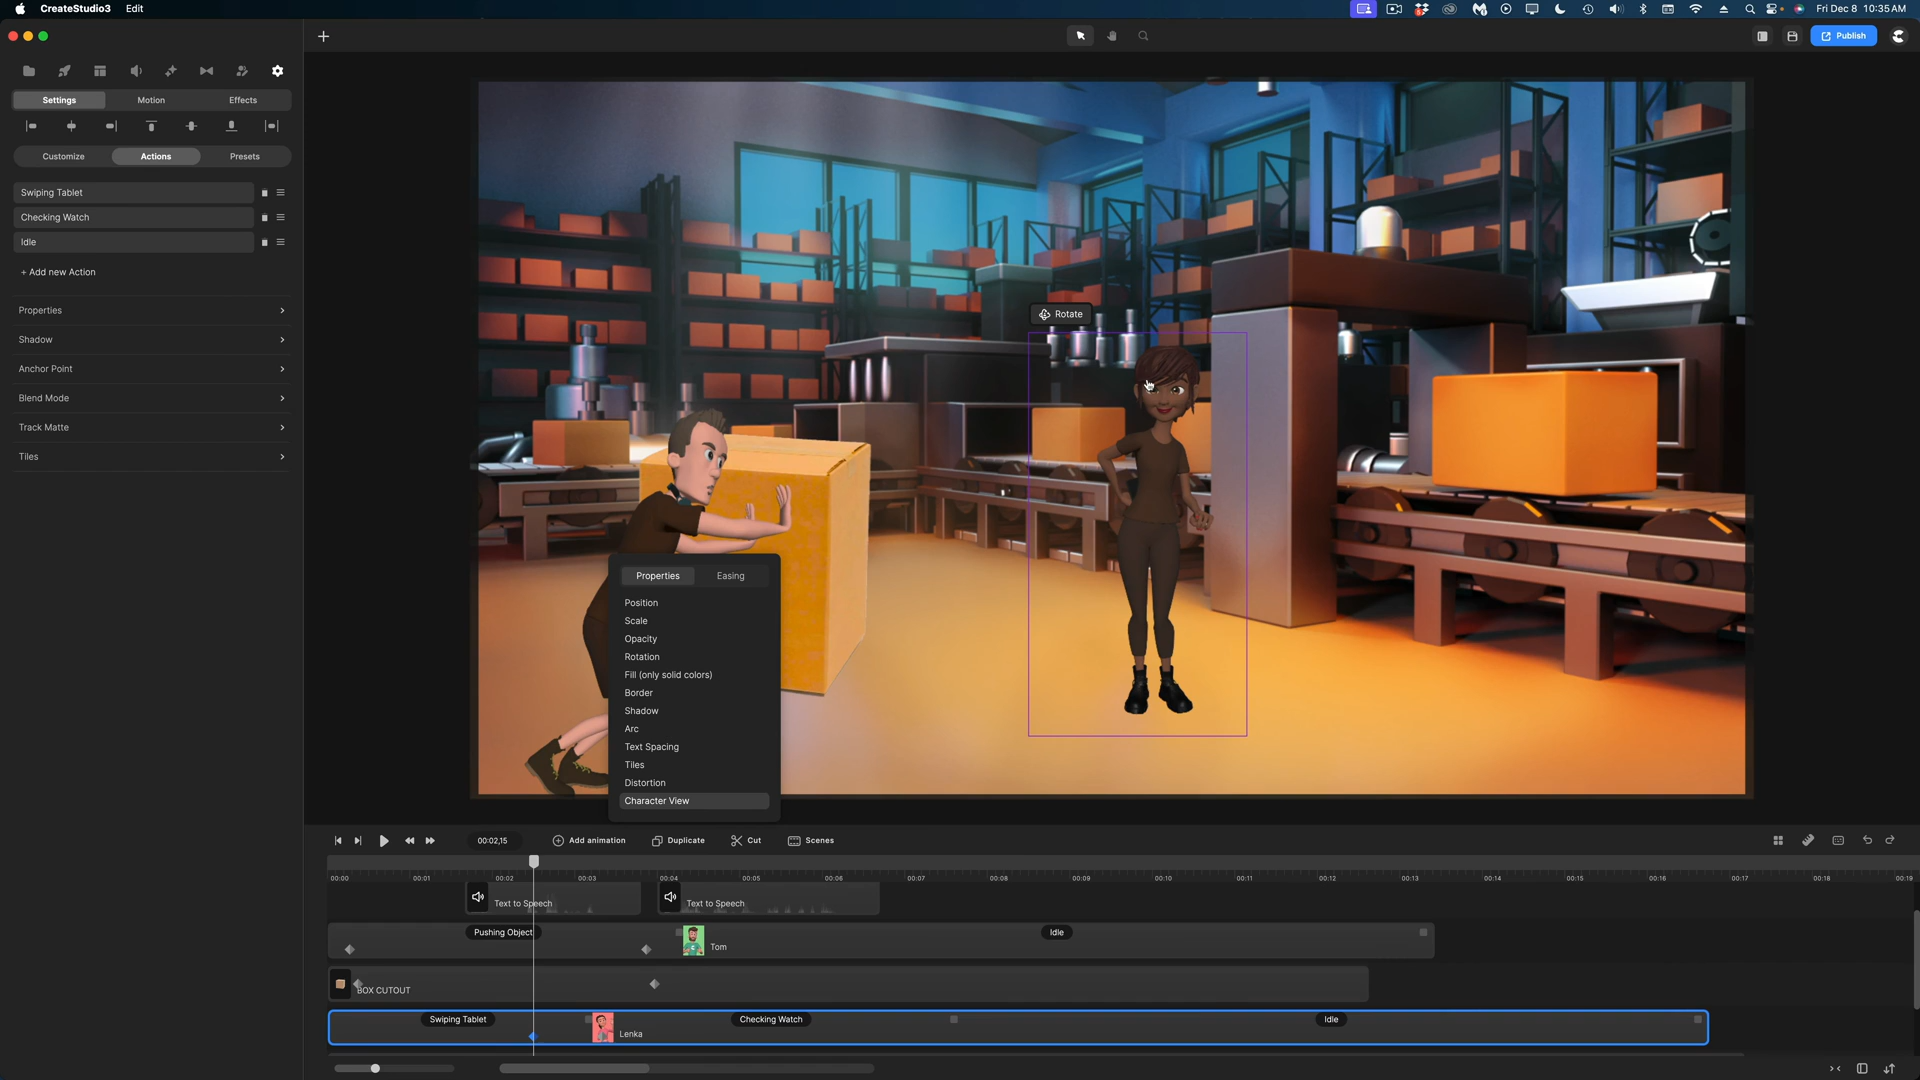 CreateStudio3 Edit
Fri Dec 8 10:35 AM
Publish
Settings Motion Effects
Customize Actions Presets
Swiping Tablet
Checking Watch
Idle
+ Add new Action
Properties
Shadow
Anchor Point
Blend Mode
Track Matte
Tiles
Rotate
Properties Easing
Position
Scale
Opacity
Rotation
Fill (only solid colors)
Border
Shadow
Arc
Text Spacing
Tiles
Distortion
Character View
00:02,15 Add animation Duplicate Cut Scenes
00:00 00:01 00:02 00:03 00:04 00:05 00:06 00:07 00:08 00:09 00:10 00:11 00:12 00:13 00:14 00:15 00:16 00:17 00:18 00:19
Text to Speech Text to Speech
Pushing Object Tom Idle
BOX CUTOUT
Swiping Tablet Lenka Checking Watch Idle